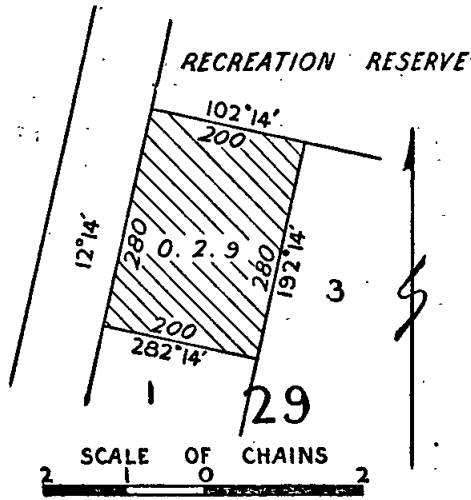 RECREATION RESERVE
102°14'
200
12°14'
280
0. 2. 9
280
192°14'
3
200
282°14'
1
29
SCALE OF CHAINS
2 1 0 2